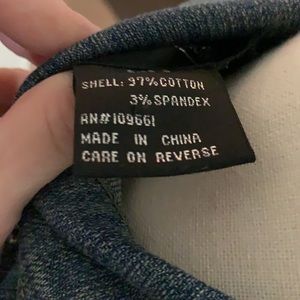 SHELL: 97% COTTON
3% SPANDEX
RN#109661
MADE IN CHINA
CARE ON REVERSE